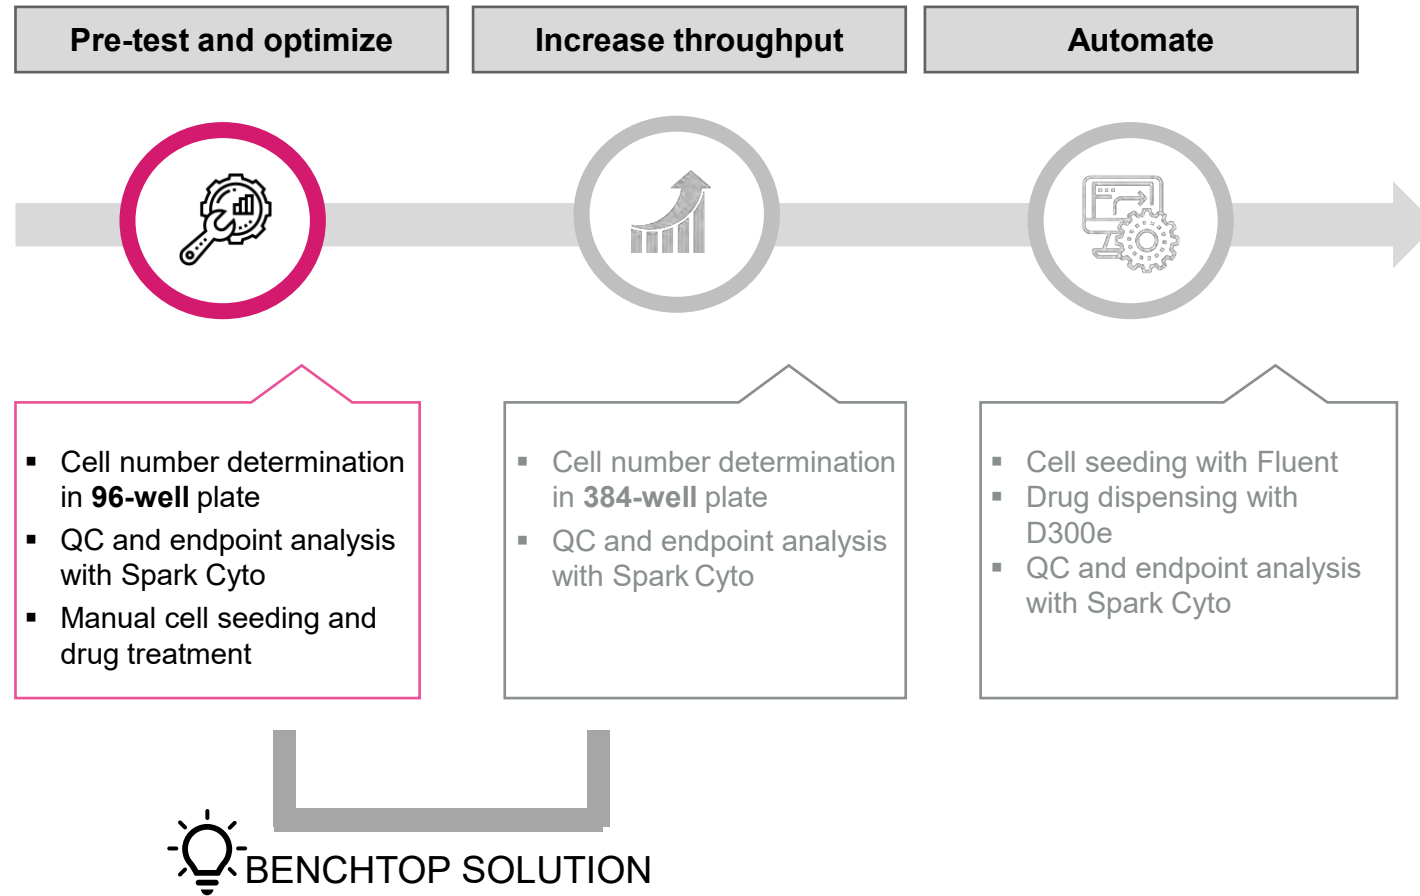 Pre-test and optimize
Increase throughput
Automate
▪ Cell number determination
in 96-well plate
▪ QC and endpoint analysis
with Spark Cyto
▪ Manual cell seeding and
drug treatment
▪ Cell number determination
in 384-well plate
▪ QC and endpoint analysis
with Spark Cyto
▪ Cell seeding with Fluent
▪ Drug dispensing with
D300e
▪ QC and endpoint analysis
with Spark Cyto
BENCHTOP SOLUTION